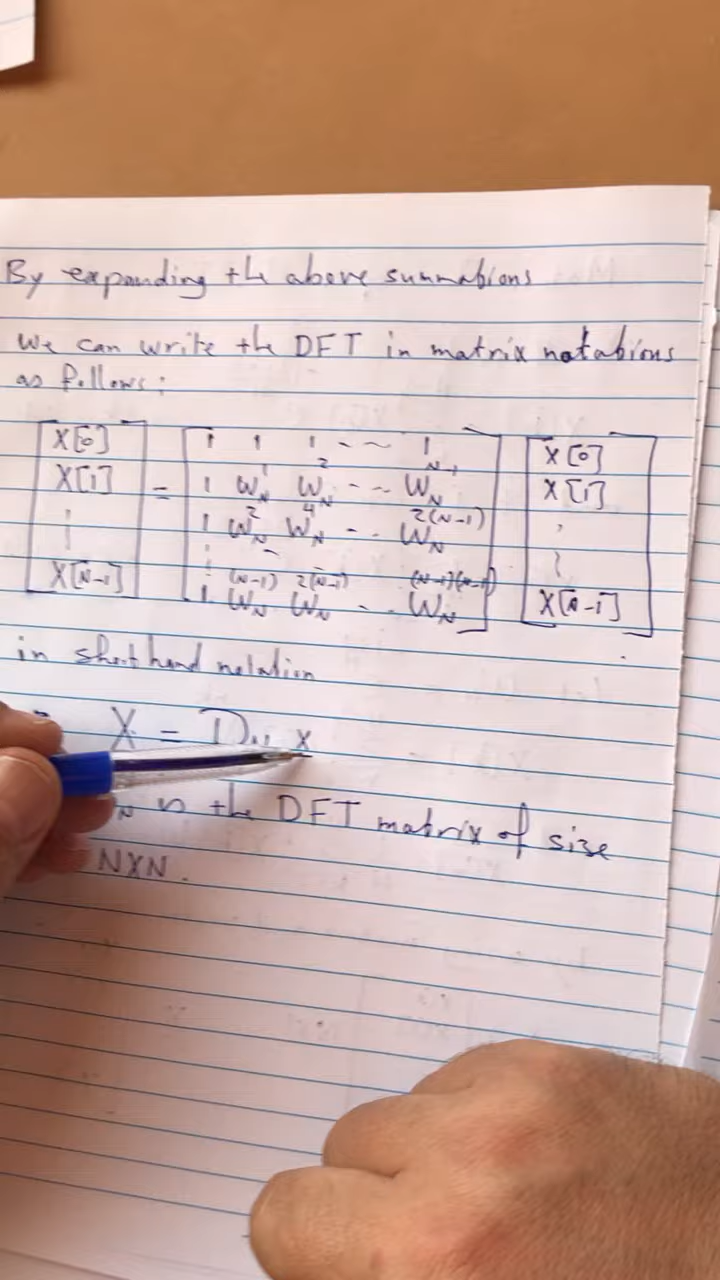 By expanding the above summations
we can write the DFT in matrix notations
as follows:
X[0] 1 1 1 -- 1 x[0]
X[1] = 1 W_N^1 W_N^2 -- W_N^{N-1} x[1]
1 W_N^2 W_N^4 -- W_N^{2(N-1)}
X[N-1] 1 W_N^{(N-1)} W_N^{2(N-1)} -- W_N^{(N-1)(N-1)} x[n-1]
in short hand notation
X = D_N x
N is the DFT matrix of size
NXN.